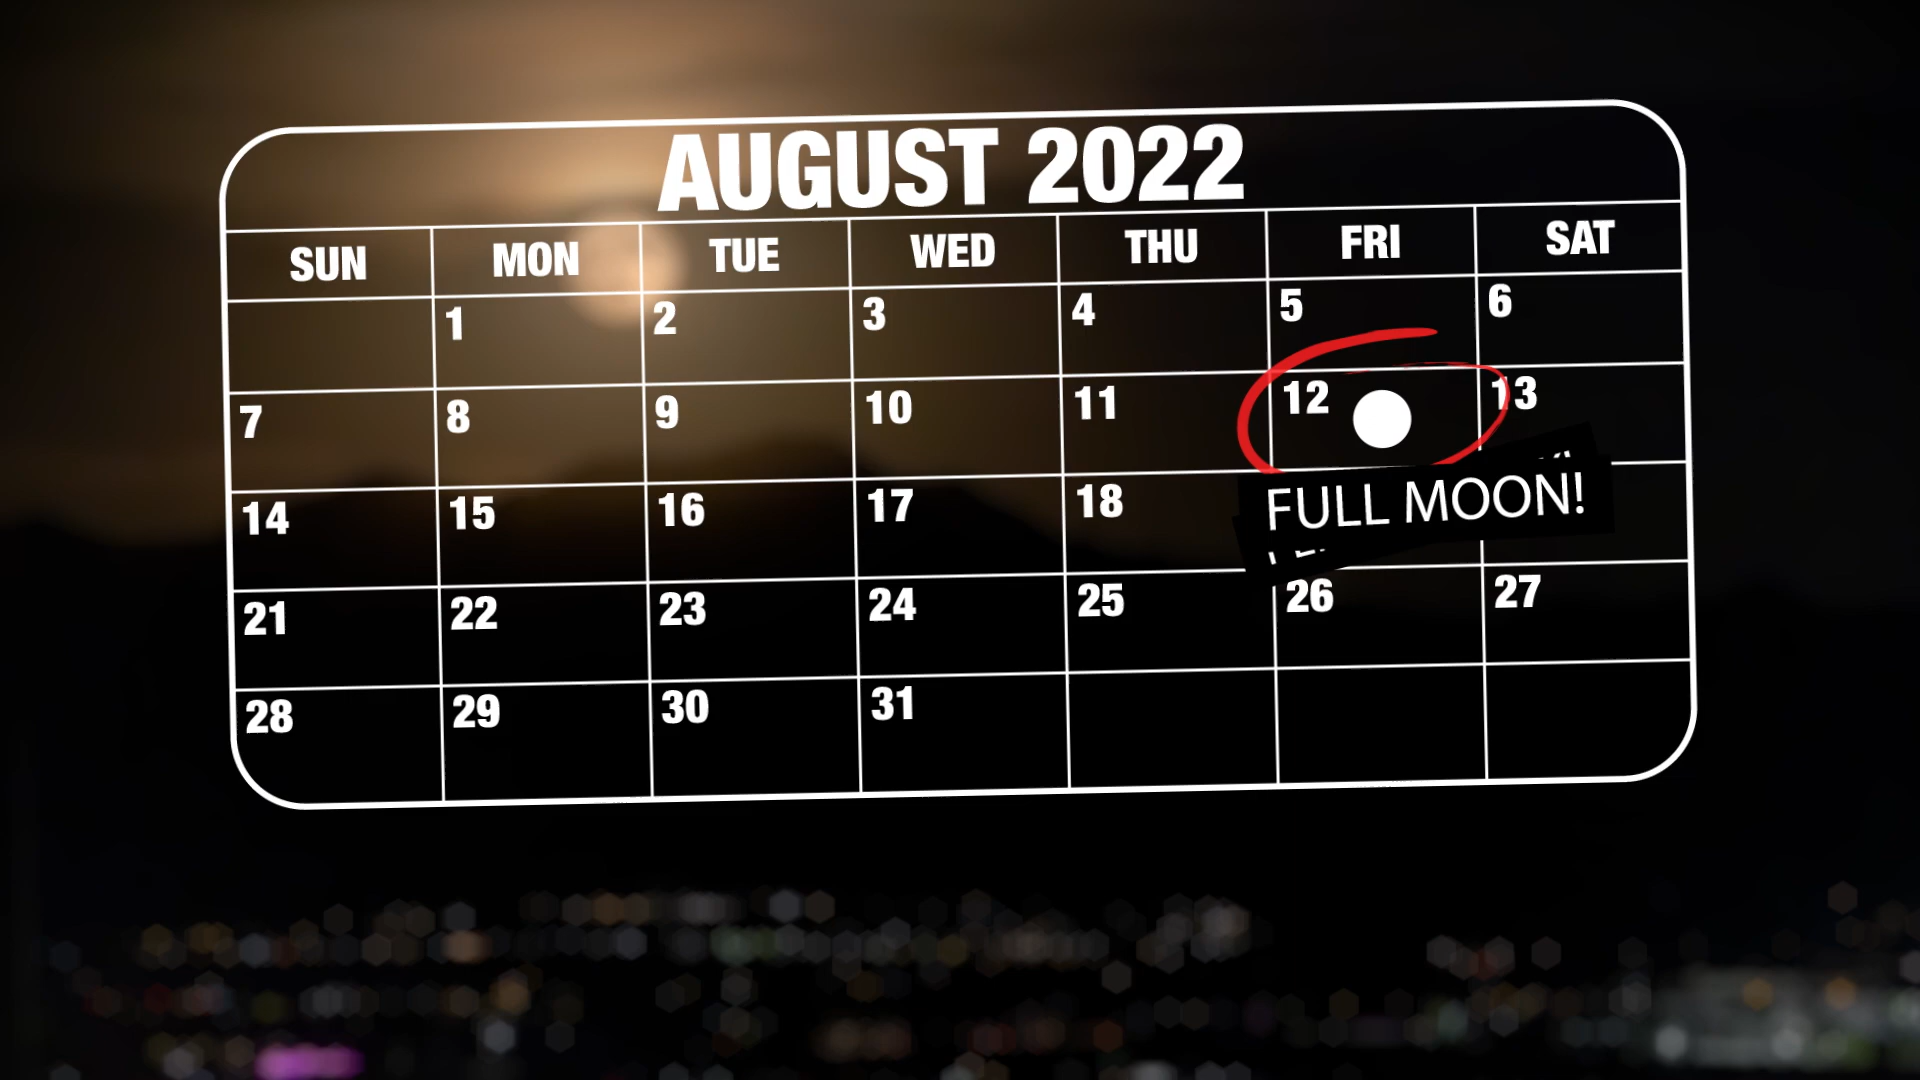 AUGUST 2022
SUN MON TUE WED THU FRI SAT
1 2 3 4 5 6
7 8 9 10 11 12 13
14 15 16 17 18
FULL MOON!
21 22 23 24 25 26 27
28 29 30 31